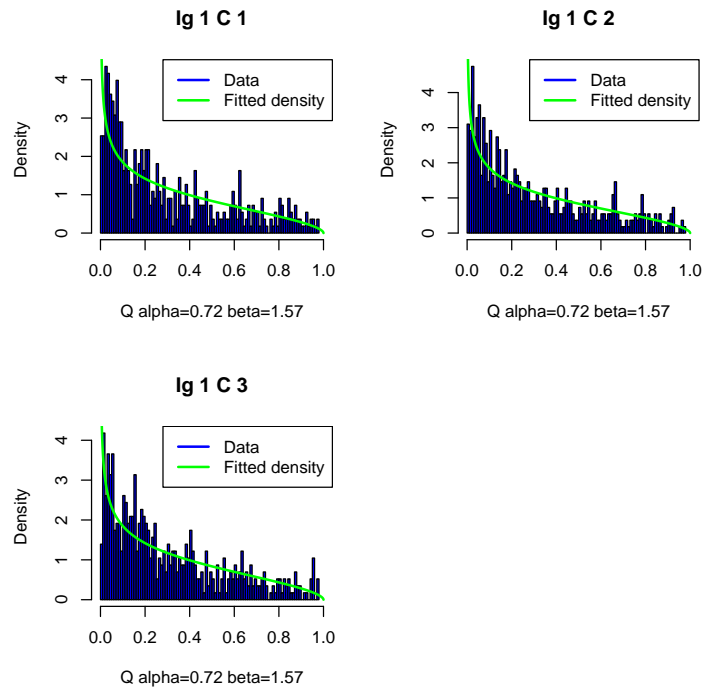 lg 1 C 1
Density
0 1 2 3 4
Data
Fitted density
0.0 0.2 0.4 0.6 0.8 1.0
Q alpha=0.72 beta=1.57
lg 1 C 2
Density
0 1 2 3 4
Data
Fitted density
0.0 0.2 0.4 0.6 0.8 1.0
Q alpha=0.72 beta=1.57
lg 1 C 3
Density
0 1 2 3 4
Data
Fitted density
0.0 0.2 0.4 0.6 0.8 1.0
Q alpha=0.72 beta=1.57